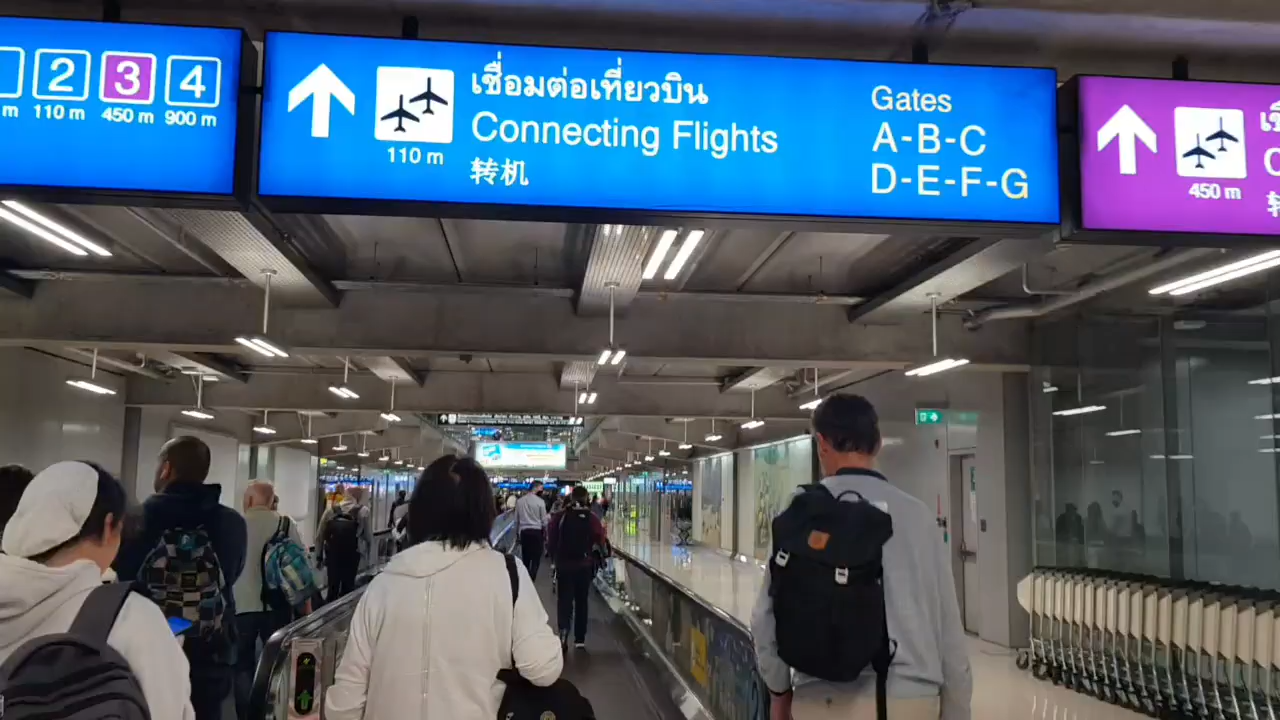 2 3 4
m 110 m 450 m 900 m
เชื่อมต่อเที่ยวบิน
Connecting Flights
转机
110 m
Gates
A-B-C
D-E-F-G
450 m